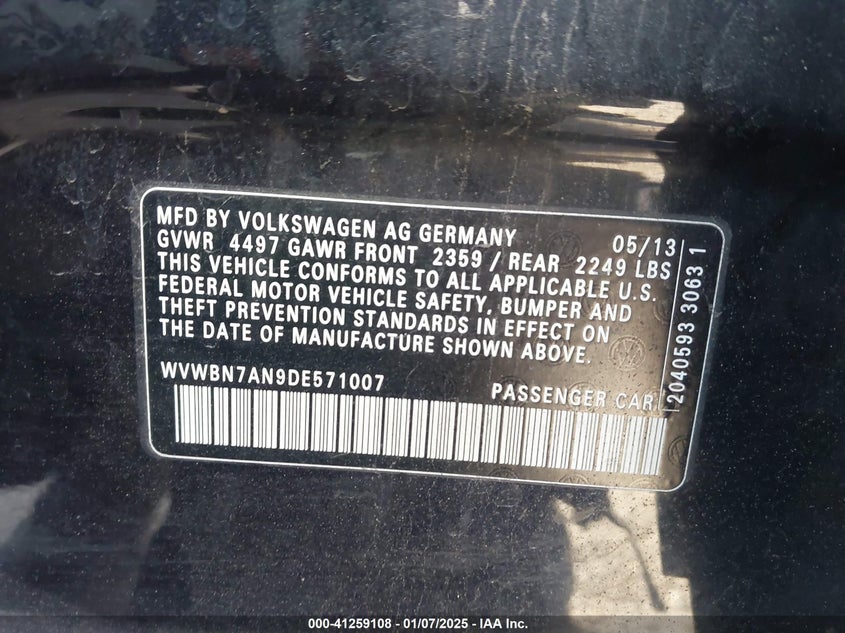 MFD BY VOLKSWAGEN AG GERMANY 05/13
GVWR 4497 GAWR FRONT 2359 / REAR 2249 LBS
THIS VEHICLE CONFORMS TO ALL APPLICABLE U.S.
FEDERAL MOTOR VEHICLE SAFETY, BUMPER AND
THEFT PREVENTION STANDARDS IN EFFECT ON
THE DATE OF MANUFACTURE SHOWN ABOVE.
WVWBN7AN9DE571007 PASSENGER CAR
2040593 3063 1
000-41259108 - 01/07/2025 - IAA Inc.